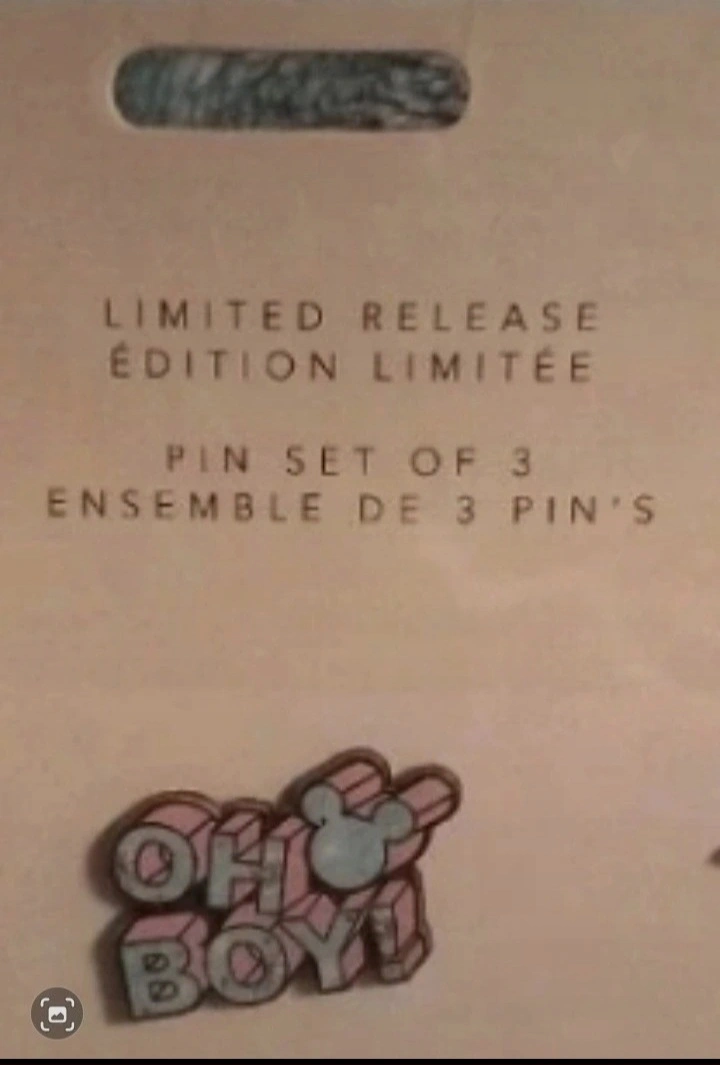 LIMITED RELEASE
ÉDITION LIMITÉE
PIN SET OF 3
ENSEMBLE DE 3 PIN'S
OH
BOY!